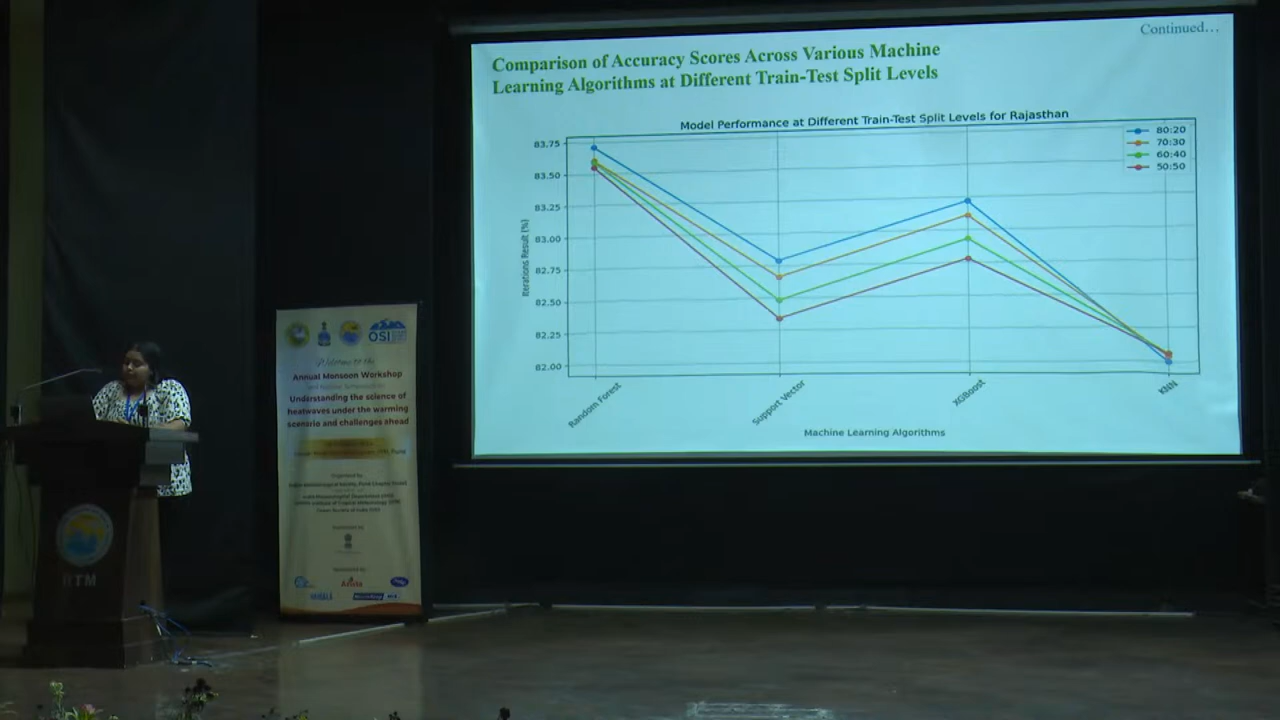 Continued...
Comparison of Accuracy Scores Across Various Machine
Learning Algorithms at Different Train-Test Split Levels
Model Performance at Different Train-Test Split Levels for Rajasthan
80:20
70:30
60:40
50:50
83.75
83.50
83.25
83.00
82.75
82.50
82.25
82.00
Iterations Result (%)
Random Forest
Support Vector
XGBoost
KNN
Machine Learning Algorithms
OSI
Welcome to the
Annual Monsoon Workshop
Understanding the science of
heatwaves under the warming
scenario and challenges ahead
IITM